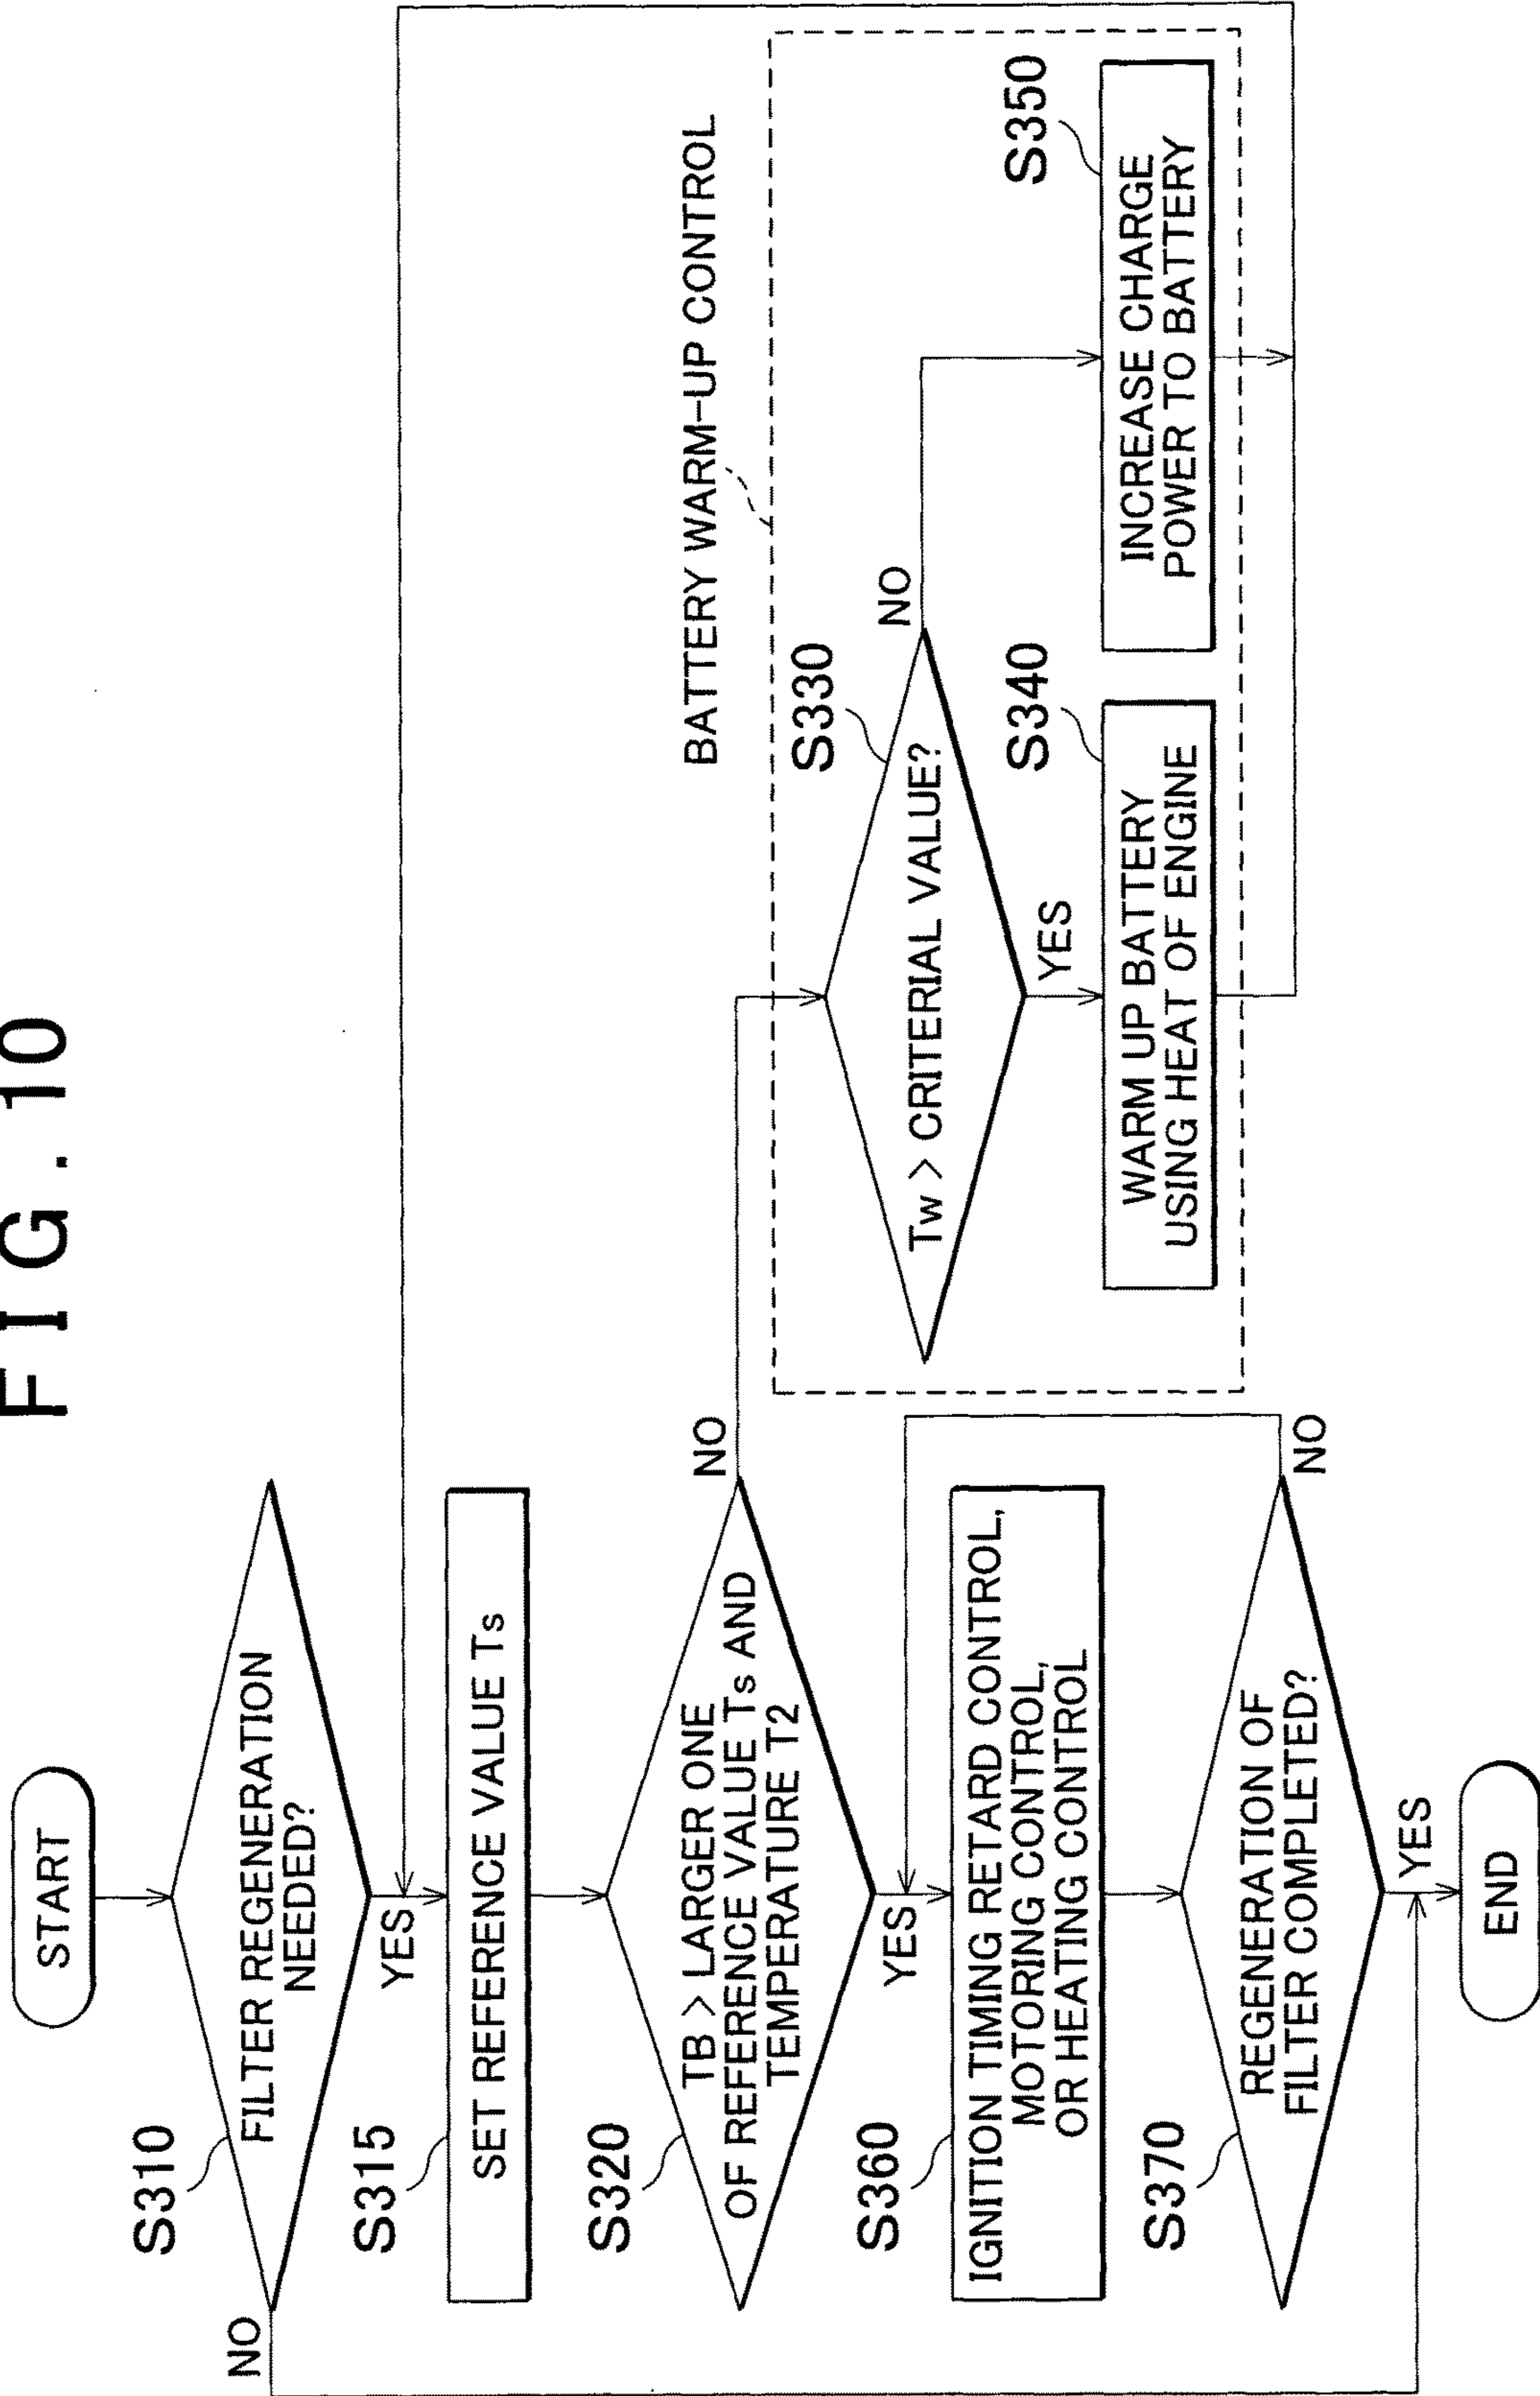 FIG. 10
START
S310
FILTER REGENERATION
NEEDED?
NO
YES
S315
SET REFERENCE VALUE Ts
S320
TB > LARGER ONE
OF REFERENCE VALUE Ts AND
TEMPERATURE T2
NO
YES
BATTERY WARM-UP CONTROL
S330
Tw > CRITERIAL VALUE?
NO
YES
S340
WARM UP BATTERY
USING HEAT OF ENGINE
S350
INCREASE CHARGE
POWER TO BATTERY
S360
IGNITION TIMING RETARD CONTROL,
MOTORING CONTROL,
OR HEATING CONTROL
S370
REGENERATION OF
FILTER COMPLETED?
NO
YES
END